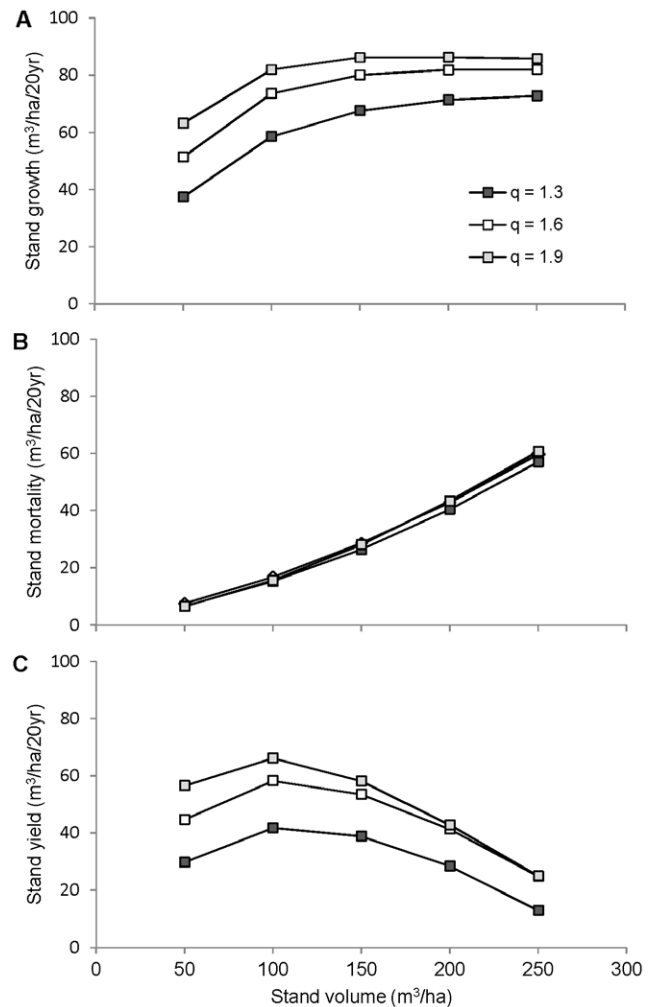 A
Stand growth (m³/ha/20yr)
100
80
60
40
20
0
q = 1.3
q = 1.6
q = 1.9
B
Stand mortality (m³/ha/20yr)
100
80
60
40
20
0
C
Stand yield (m³/ha/20yr)
100
80
60
40
20
0
0 50 100 150 200 250 300
Stand volume (m³/ha)